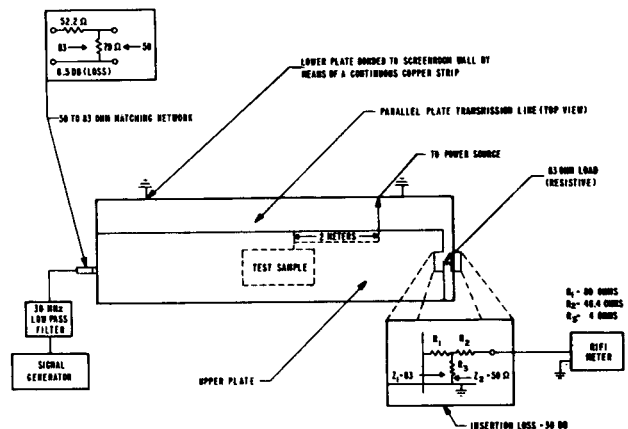 52.2 Ω
83
79 Ω
50
6.5 DB (LOSS)
LOWER PLATE BONDED TO SCREENROOM WALL BY
MEANS OF A CONTINUOUS COPPER STRIP
50 TO 83 OHM MATCHING NETWORK
PARALLEL PLATE TRANSMISSION LINE (TOP VIEW)
TO POWER SOURCE
83 OHM LOAD
(RESISTIVE)
2 METERS
TEST SAMPLE
30 MHz
LOW PASS
FILTER
SIGNAL
GENERATOR
UPPER PLATE
R1 - 80 OHMS
R2 - 46.4 OHMS
R3 - 4 OHMS
R1
R2
R3
Z1 -83
Z2 -50 Ω
RIFI
METER
INSERTION LOSS -30 DB